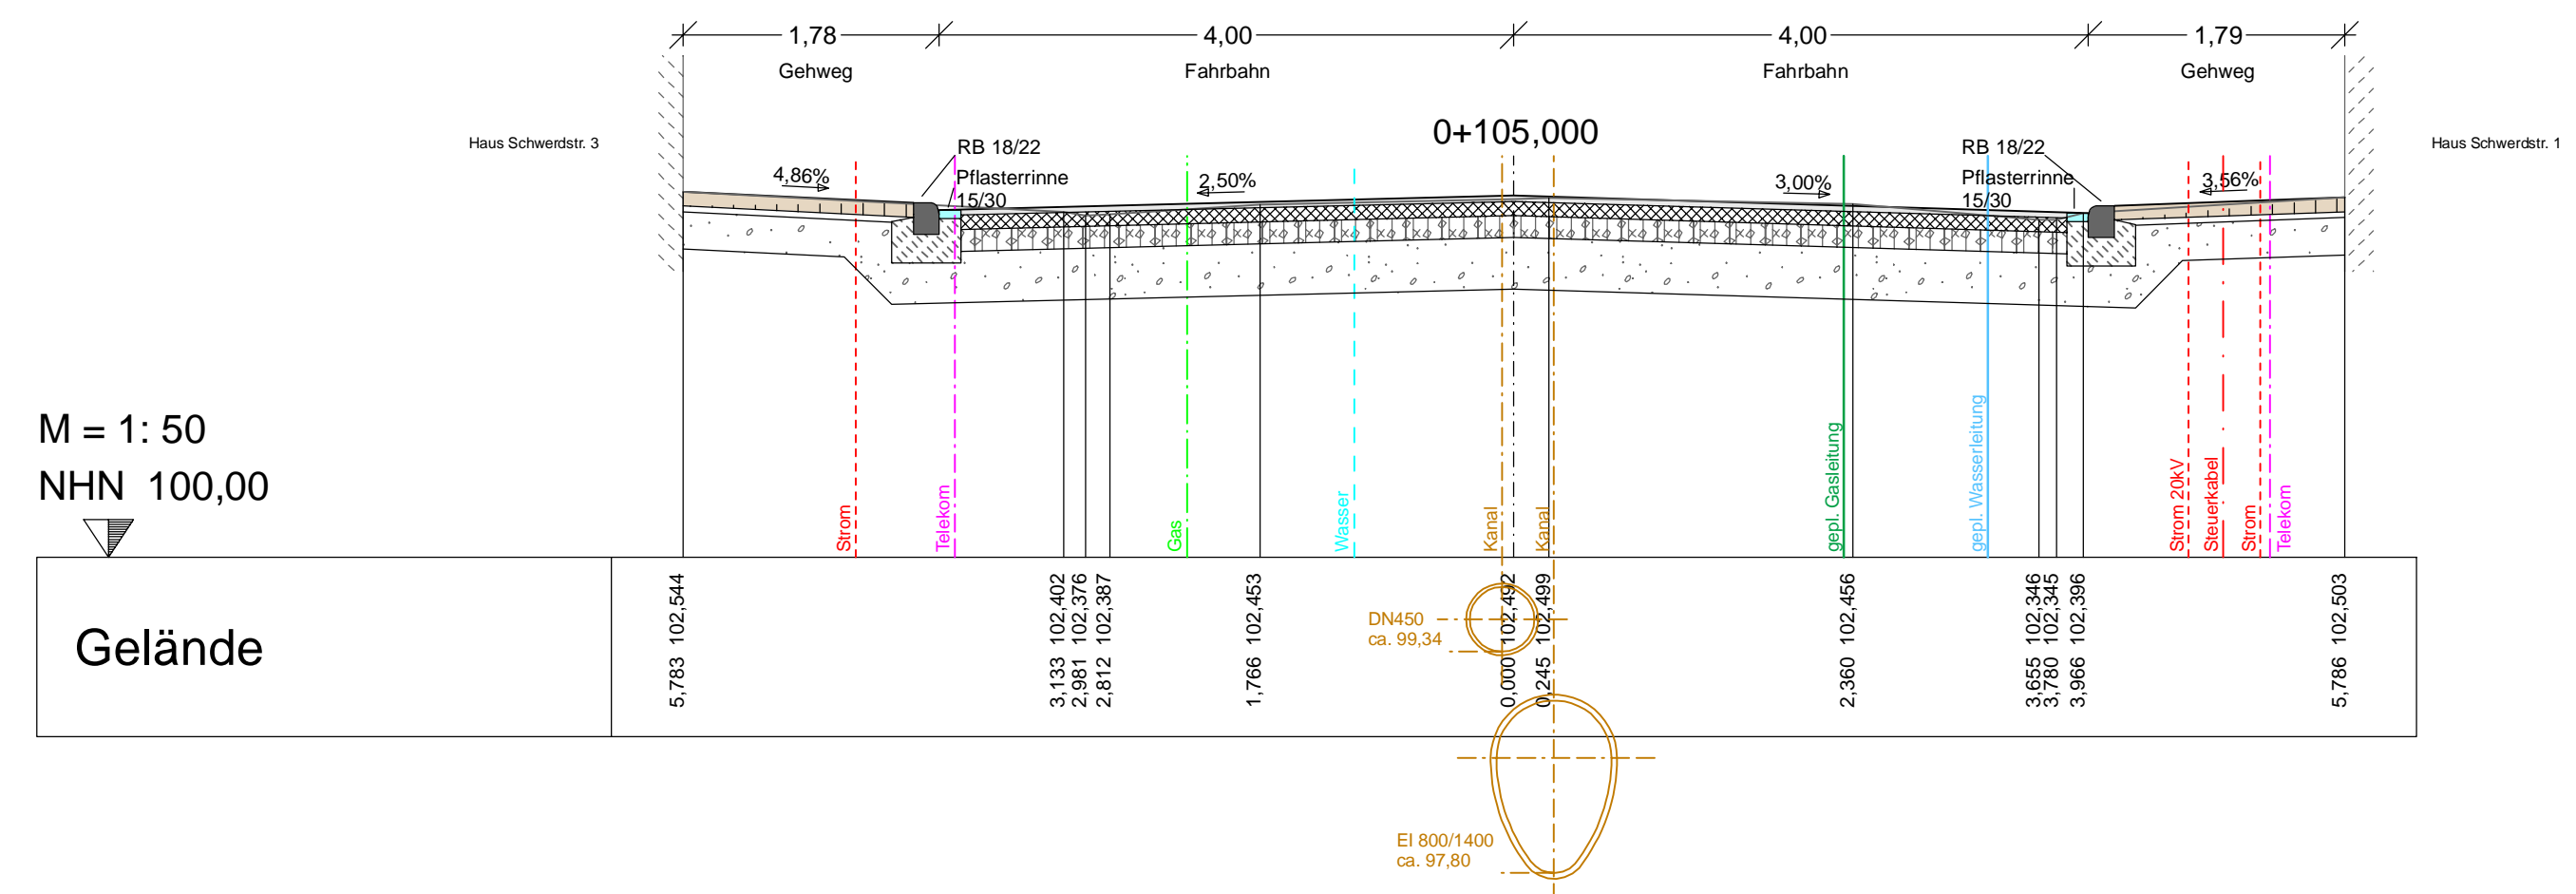 1,78
4,00
4,00
1,79
Gehweg
Fahrbahn
Fahrbahn
Gehweg
0+105,000
Haus Schwerdstr. 3
RB 18/22
RB 18/22
Haus Schwerdstr. 1
4,86%
Pflasterrinne
15/30
2,50%
3,00%
Pflasterrinne
15/30
3,56%
M = 1: 50
NHN 100,00
Strom
Telekom
Gas
Wasser
Kanal
Kanal
gepl. Gasleitung
gepl. Wasserleitung
Strom 20kV
Steuerkabel
Strom
Telekom
Gelände
5,783 102,544
3,133 102,402
2,981 102,376
2,812 102,387
1,766 102,453
0,000 102,492
0,245 102,499
2,360 102,456
3,655 102,346
3,780 102,345
3,966 102,396
5,786 102,503
DN450
ca. 99,34
EI 800/1400
ca. 97,80